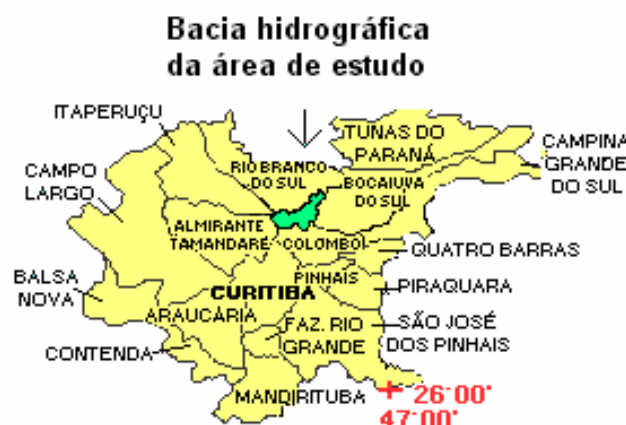 Bacia hidrográfica
da área de estudo
ITAPERUÇU
TUNAS DO
PARANÁ
CAMPINA
GRANDE
DO SUL
CAMPO
LARGO
RIO BRANCO
DO SUL
BOCAIUVA
DO SUL
ALMIRANTE
TAMANDARÉ
COLOMBO
QUATRO BARRAS
PINHAIS
BALSA
NOVA
CURITIBA
PIRAQUARA
ARAUCÁRIA
FAZ. RIO
GRANDE
SÃO JOSÉ
DOS PINHAIS
CONTENDA
MANDIRITUBA
26°00'
47°00'